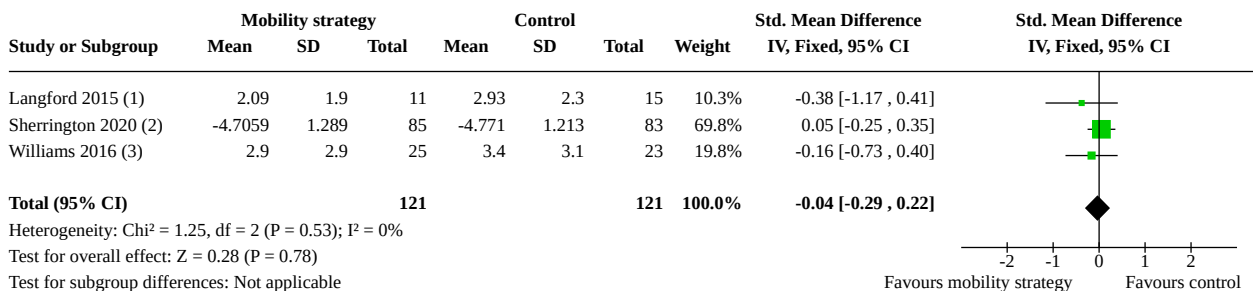 Mobility strategy Control Std. Mean Difference Std. Mean Difference
Study or Subgroup Mean SD Total Mean SD Total Weight IV, Fixed, 95% CI IV, Fixed, 95% CI
Langford 2015 (1) 2.09 1.9 11 2.93 2.3 15 10.3% -0.38 [-1.17 , 0.41]
Sherrington 2020 (2) -4.7059 1.289 85 -4.771 1.213 83 69.8% 0.05 [-0.25 , 0.35]
Williams 2016 (3) 2.9 2.9 25 3.4 3.1 23 19.8% -0.16 [-0.73 , 0.40]
Total (95% CI) 121 121 100.0% -0.04 [-0.29 , 0.22]
Heterogeneity: Chi² = 1.25, df = 2 (P = 0.53); I² = 0%
Test for overall effect: Z = 0.28 (P = 0.78) -2 -1 0 1 2
Test for subgroup differences: Not applicable Favours mobility strategy Favours control